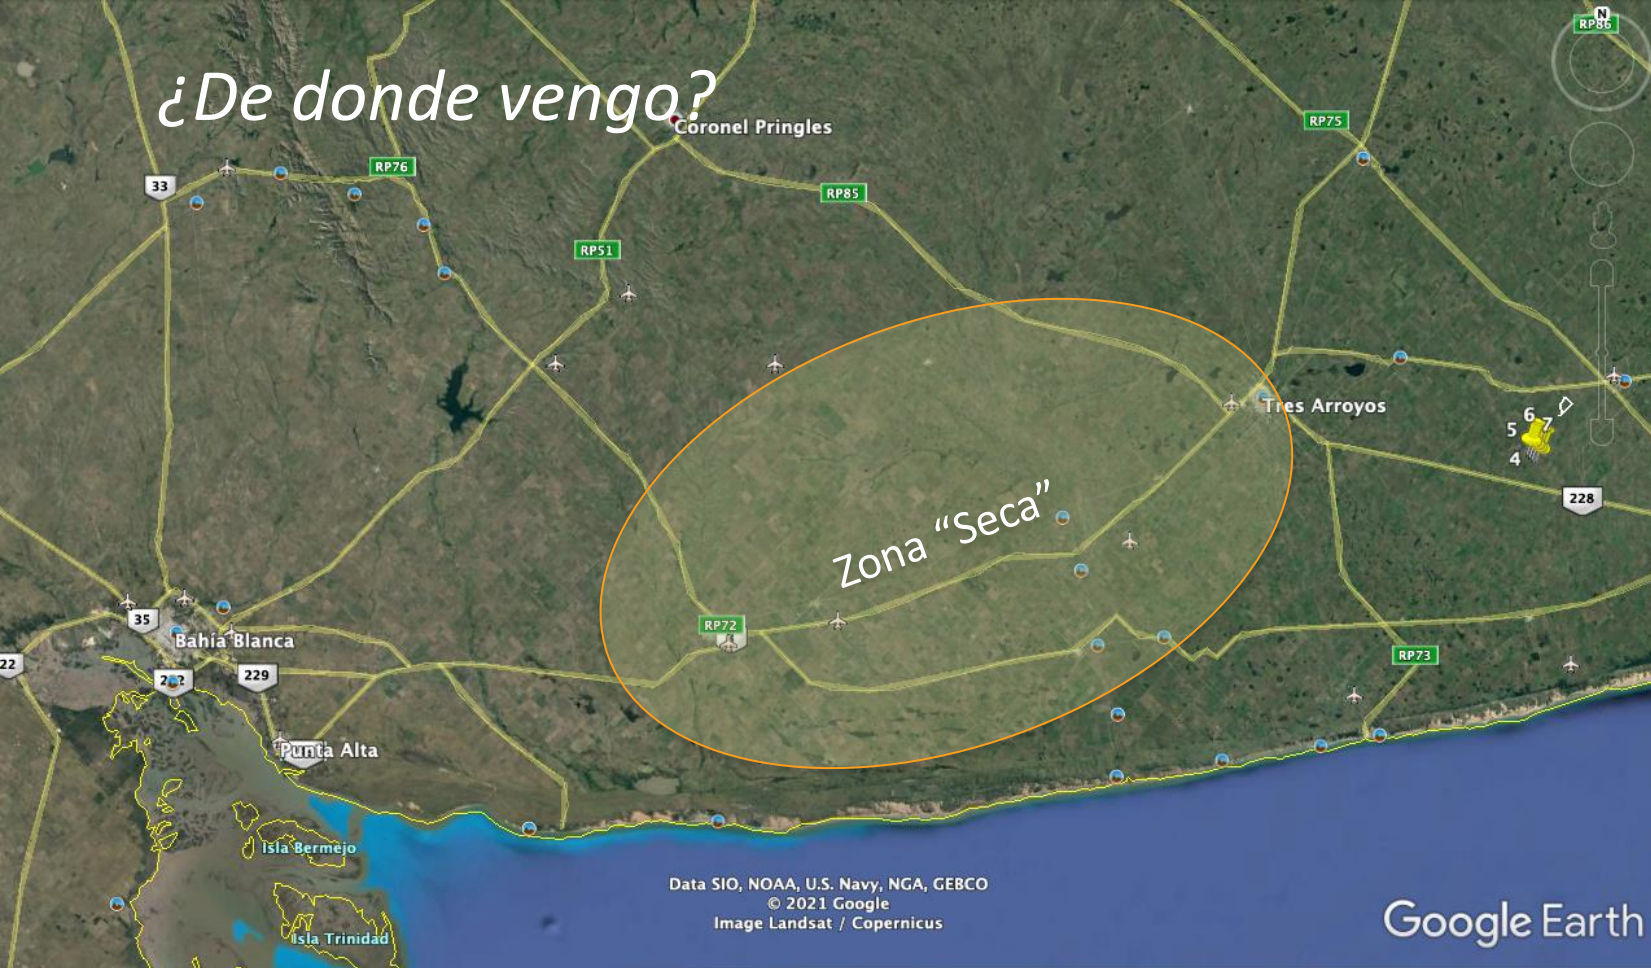 ¿De donde vengo?
N
RP86
Coronel Pringles
RP75
RP76
33
RP85
RP51
Tres Arroyos
6
7
5
4
228
Zona “Seca”
RP72
35
Bahía Blanca
22
229
RP73
Punta Alta
Isla Bermejo
Isla Trinidad
Data SIO, NOAA, U.S. Navy, NGA, GEBCO
© 2021 Google
Image Landsat / Copernicus
Google Earth